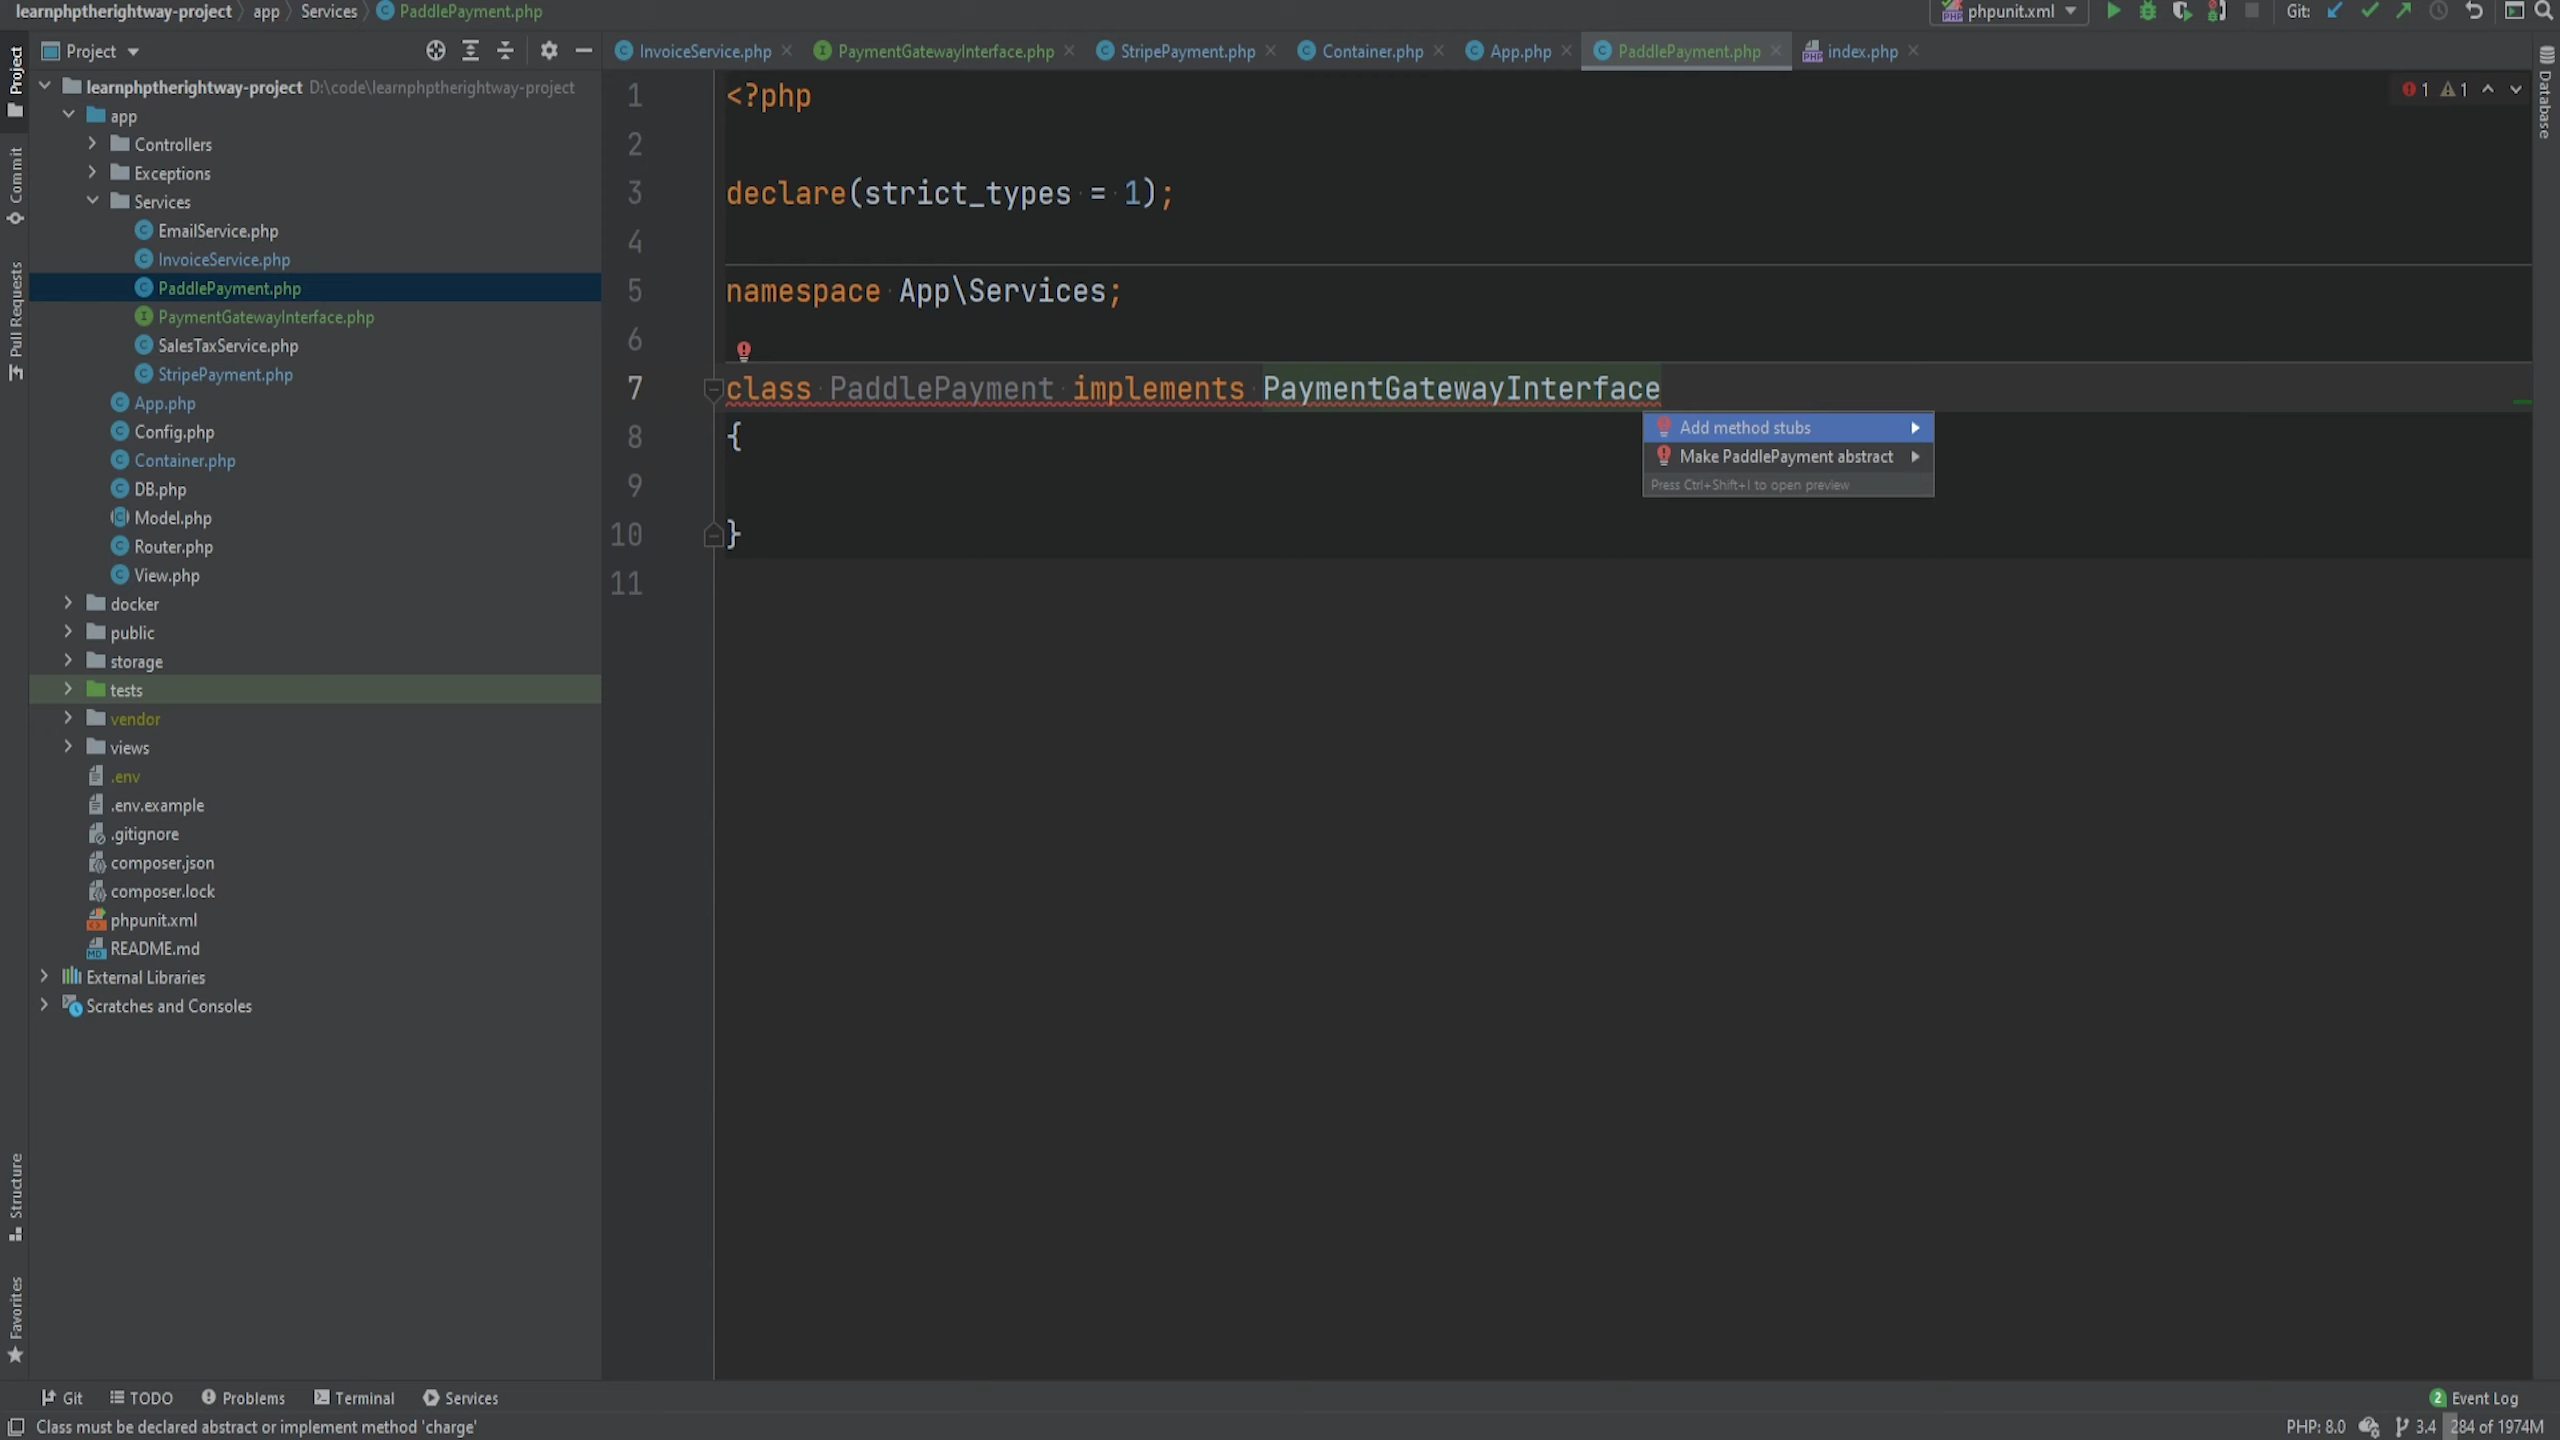 learnphptherightway-project app Services PaddlePayment.php
phpunit.xml Git:
Project
InvoiceService.php PaymentGatewayInterface.php StripePayment.php Container.php App.php PaddlePayment.php index.php
learnphptherightway-project D:\code\learnphptherightway-project
app
Controllers
Exceptions
Services
EmailService.php
InvoiceService.php
PaddlePayment.php
PaymentGatewayInterface.php
SalesTaxService.php
StripePayment.php
App.php
Config.php
Container.php
DB.php
Model.php
Router.php
View.php
docker
public
storage
tests
vendor
views
.env
.env.example
.gitignore
composer.json
composer.lock
phpunit.xml
README.md
External Libraries
Scratches and Consoles
Project
Commit
Pull Requests
Structure
Favorites
1 <?php
2
3 declare(strict_types = 1);
4
5 namespace App\Services;
6
7 class PaddlePayment implements PaymentGatewayInterface
8 {
9
10 }
11
1 1
Add method stubs
Make PaddlePayment abstract
Press Ctrl+Shift+I to open preview
Database
Git TODO Problems Terminal Services
2 Event Log
Class must be declared abstract or implement method 'charge'
PHP: 8.0 3.4 284 of 1974M